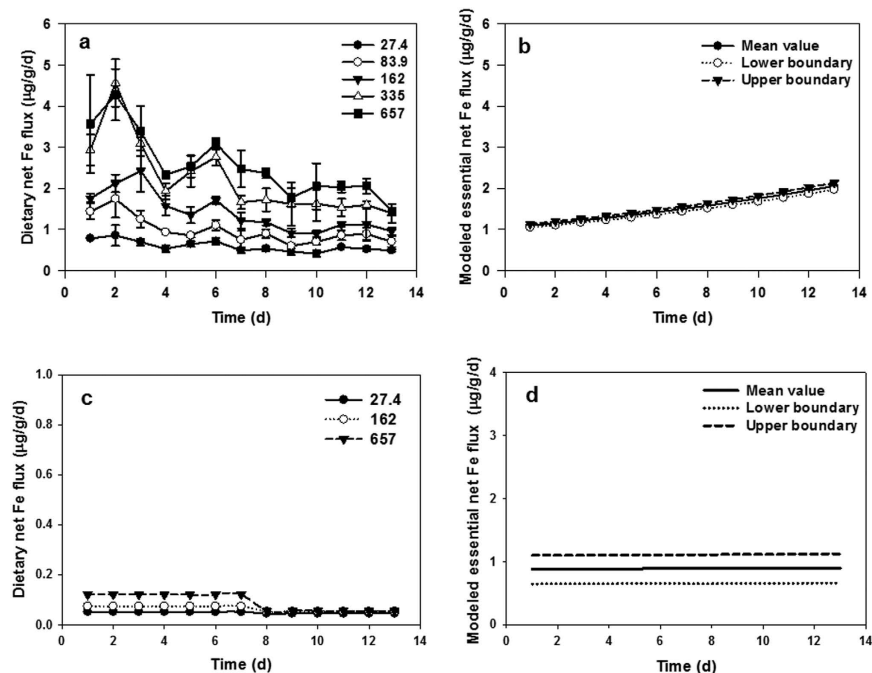 a
Dietary net Fe flux (µg/g/d)
6
5
4
3
2
1
0
27.4
83.9
162
335
657
0 2 4 6 8 10 12 14
Time (d)
b
Modeled essential net Fe flux (µg/g/d)
6
5
4
3
2
1
0
Mean value
Lower boundary
Upper boundary
0 2 4 6 8 10 12 14
Time (d)
c
Dietary net Fe flux (µg/g/d)
1.0
0.8
0.6
0.4
0.2
0.0
27.4
162
657
0 2 4 6 8 10 12 14
Time (d)
d
Modeled essential net Fe flux (µg/g/d)
4
3
2
1
0
Mean value
Lower boundary
Upper boundary
0 2 4 6 8 10 12 14
Time (d)